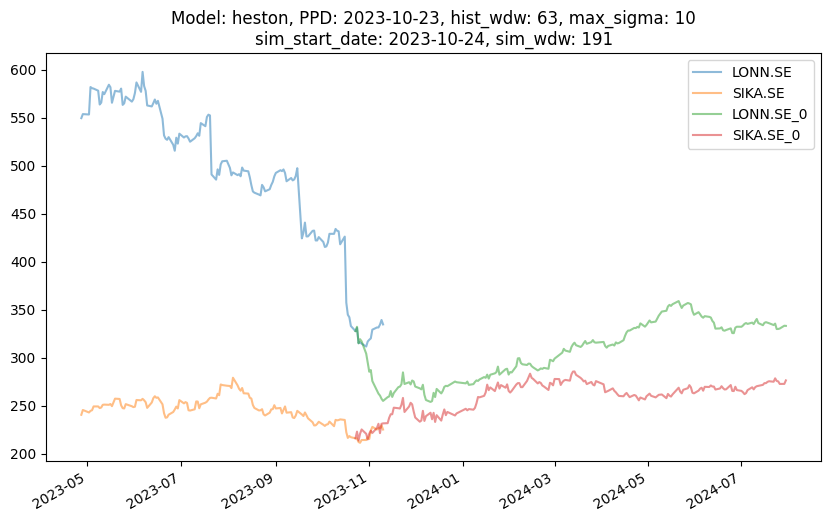 Model: heston, PPD: 2023-10-23, hist_wdw: 63, max_sigma: 10
sim_start_date: 2023-10-24, sim_wdw: 191
LONN.SE
SIKA.SE
LONN.SE_0
SIKA.SE_0
600
550
500
450
400
350
300
250
200
2023-05
2023-07
2023-09
2023-11
2024-01
2024-03
2024-05
2024-07